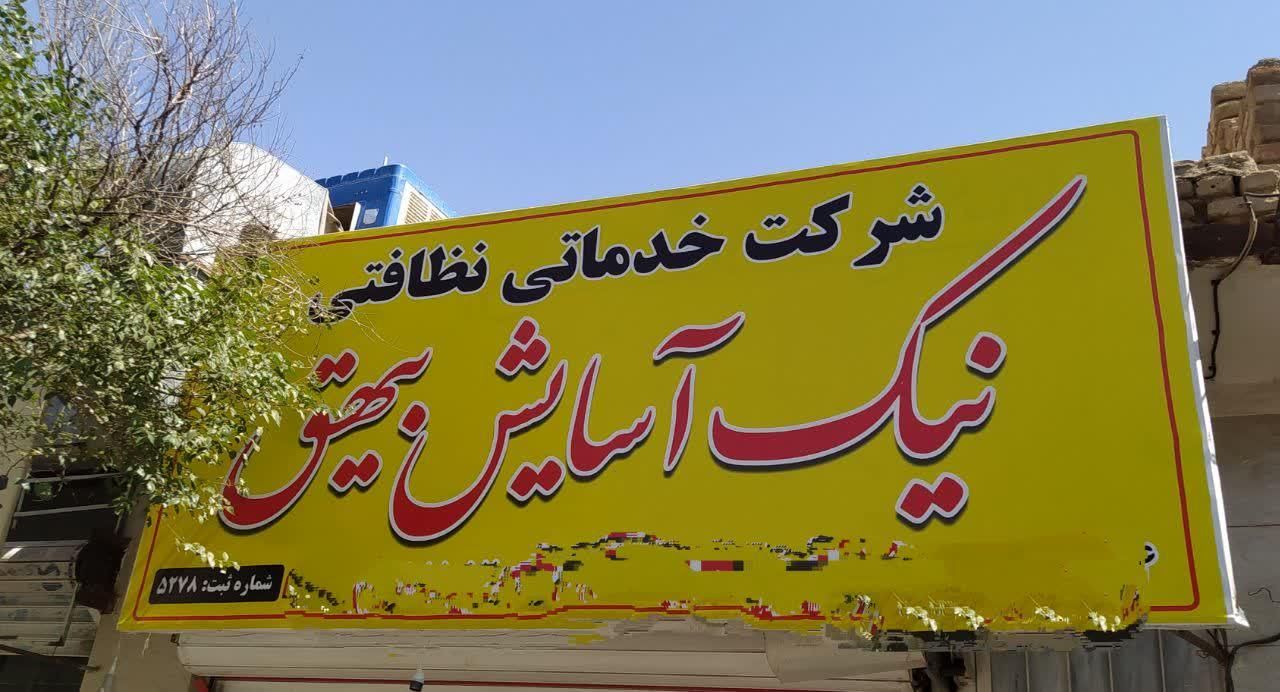 شرکت خدماتی نظافتی
نیک آسایش بیهق
شماره ثبت: ۵۲۷۸